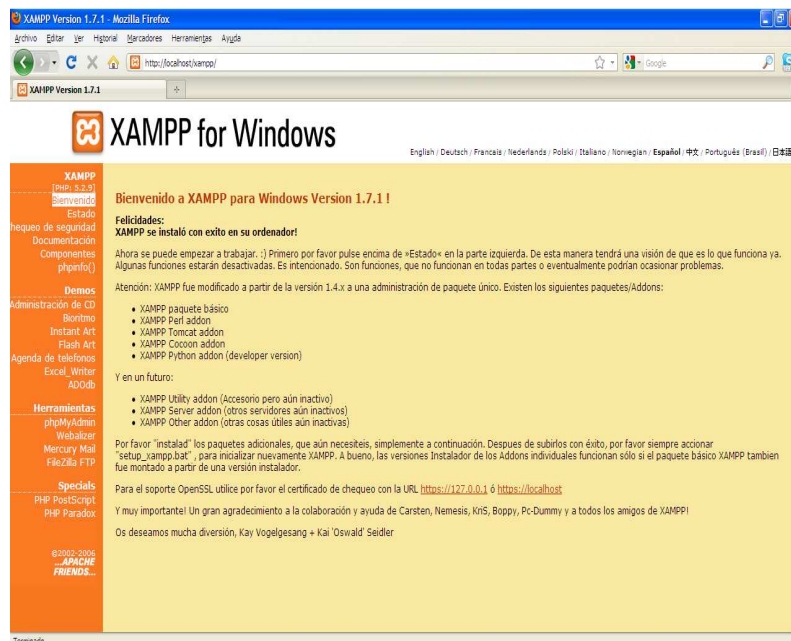 XAMPP Version 1.7.1 - Mozilla Firefox
Archivo Editar Ver Historial Marcadores Herramientas Ayuda
http://localhost/xampp/
Google
XAMPP Version 1.7.1
XAMPP for Windows
English / Deutsch / Francais / Nederlands / Polski / Italiano / Norwegian / Español / 中文 / Português (Brasil) / 日本語
XAMPP
[PHP: 5.2.9]
Bienvenido
Estado
hequeo de seguridad
Documentación
Componentes
phpinfo()
Demos
Administración de CD
Bioritmo
Instant Art
Flash Art
Agenda de telefonos
Excel_Writer
ADOdb
Herramientas
phpMyAdmin
Webalizer
Mercury Mail
FileZilla FTP
Specials
PHP PostScript
PHP Paradox
©2002-2006
...APACHE
FRIENDS...
Bienvenido a XAMPP para Windows Version 1.7.1 !
Felicidades:
XAMPP se instaló con exito en su ordenador!
Ahora se puede empezar a trabajar. :) Primero por favor pulse encima de »Estado« en la parte izquierda. De esta manera tendrá una visión de que es lo que funciona ya.
Algunas funciones estarán desactivadas. Es intencionado. Son funciones, que no funcionan en todas partes o eventualmente podrían ocasionar problemas.
Atención: XAMPP fue modificado a partir de la versión 1.4.x a una administración de paquete único. Existen los siguientes paquetes/Addons:
• XAMPP paquete básico
• XAMPP Perl addon
• XAMPP Tomcat addon
• XAMPP Cocoon addon
• XAMPP Python addon (developer version)
Y en un futuro:
• XAMPP Utility addon (Accesorio pero aún inactivo)
• XAMPP Server addon (otros servidores aún inactivos)
• XAMPP Other addon (otras cosas útiles aún inactivas)
Por favor "instalad" los paquetes adicionales, que aún necesiteis, simplemente a continuación. Despues de subirlos con éxito, por favor siempre accionar
"setup_xampp.bat" , para inicializar nuevamente XAMPP. A bueno, las versiones Instalador de los Addons individuales funcionan sólo si el paquete básico XAMPP tambien
fue montado a partir de una versión instalador.
Para el soporte OpenSSL utilice por favor el certificado de chequeo con la URL https://127.0.0.1 ó https://localhost
Y muy importante! Un gran agradecimiento a la colaboración y ayuda de Carsten, Nemesis, KriS, Boppy, Pc-Dummy y a todos los amigos de XAMPP!
Os deseamos mucha diversión, Kay Vogelgesang + Kai 'Oswald' Seidler
Terminado